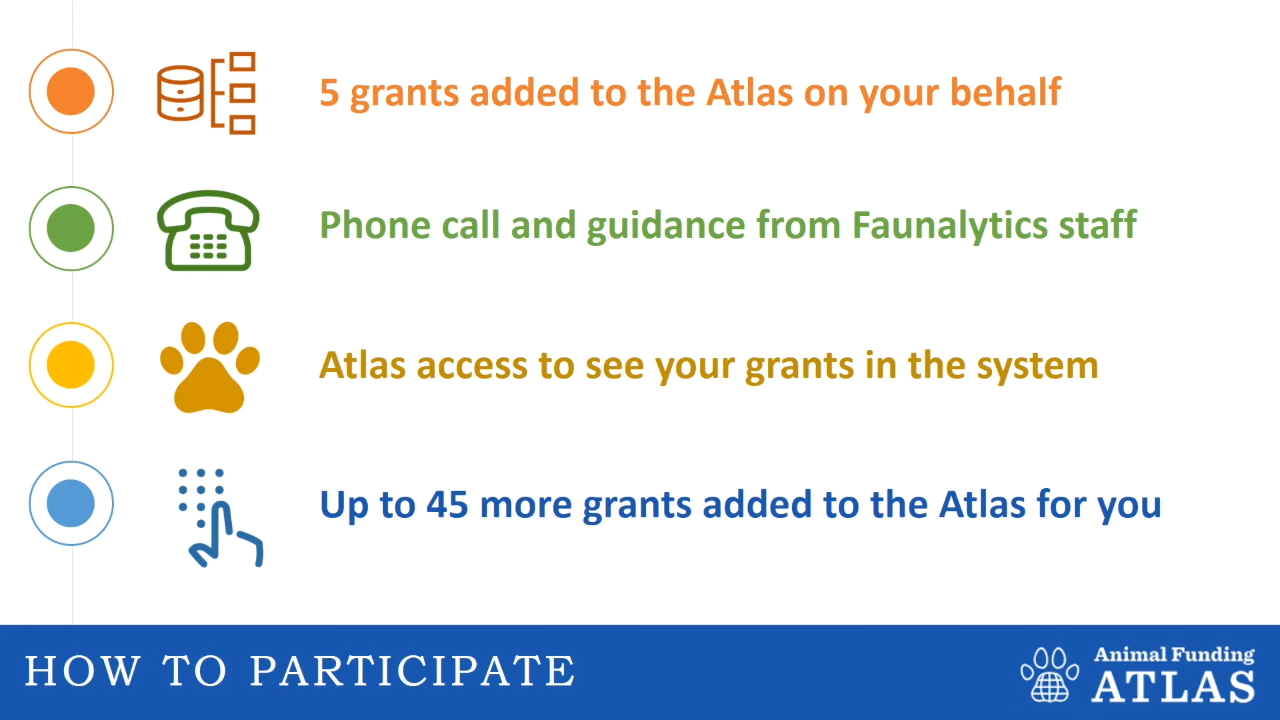 5 grants added to the Atlas on your behalf
Phone call and guidance from Faunalytics staff
Atlas access to see your grants in the system
Up to 45 more grants added to the Atlas for you
HOW TO PARTICIPATE
Animal Funding
ATLAS